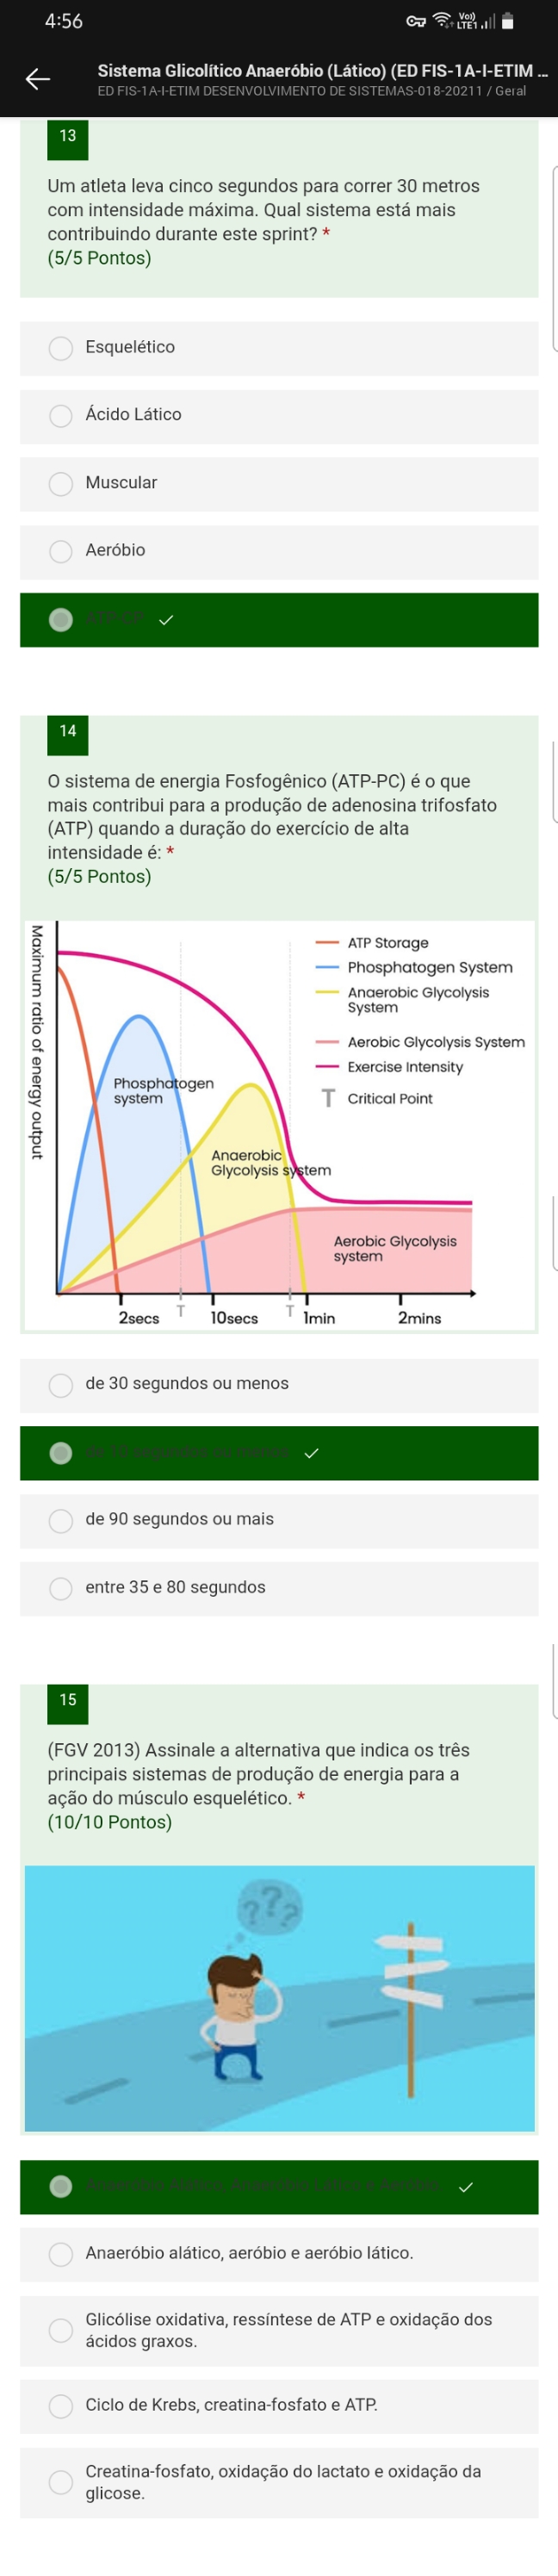 4:56
Vo))
LTE1
Sistema Glicolítico Anaeróbio (Lático) (ED FIS-1A-I-ETIM ...
ED FIS-1A-I-ETIM DESENVOLVIMENTO DE SISTEMAS-018-20211 / Geral
13
Um atleta leva cinco segundos para correr 30 metros
com intensidade máxima. Qual sistema está mais
contribuindo durante este sprint? *
(5/5 Pontos)
Esquelético
Ácido Lático
Muscular
Aeróbio
14
O sistema de energia Fosfogênico (ATP-PC) é o que
mais contribui para a produção de adenosina trifosfato
(ATP) quando a duração do exercício de alta
intensidade é: *
(5/5 Pontos)
Maximum ratio of energy output
ATP Storage
Phosphatogen System
Anaerobic Glycolysis
System
Aerobic Glycolysis System
Exercise Intensity
T Critical Point
Phosphatogen
system
Anaerobic
Glycolysis system
Aerobic Glycolysis
system
2secs T 10secs T 1min 2mins
de 30 segundos ou menos
de 10 segundos ou menos
de 90 segundos ou mais
entre 35 e 80 segundos
15
(FGV 2013) Assinale a alternativa que indica os três
principais sistemas de produção de energia para a
ação do músculo esquelético. *
(10/10 Pontos)
???
Anaeróbio alático, aeróbio e aeróbio lático.
Glicólise oxidativa, ressíntese de ATP e oxidação dos
ácidos graxos.
Ciclo de Krebs, creatina-fosfato e ATP.
Creatina-fosfato, oxidação do lactato e oxidação da
glicose.